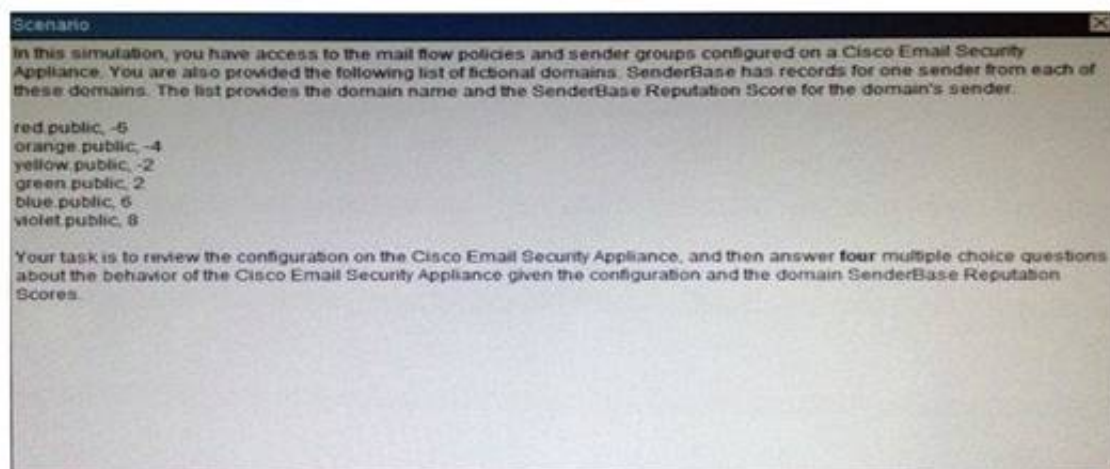 Scenario
In this simulation, you have access to the mail flow policies and sender groups configured on a Cisco Email Security
Appliance. You are also provided the following list of fictional domains. SenderBase has records for one sender from each of
these domains. The list provides the domain name and the SenderBase Reputation Score for the domain's sender.
red.public, -6
orange.public, -4
yellow.public, -2
green.public, 2
blue.public, 6
violet.public, 8
Your task is to review the configuration on the Cisco Email Security Appliance, and then answer four multiple choice questions
about the behavior of the Cisco Email Security Appliance given the configuration and the domain SenderBase Reputation
Scores.